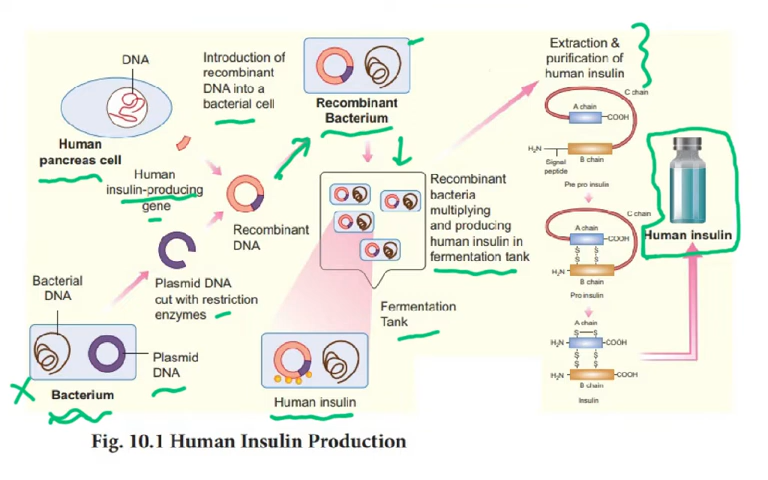 DNA
Human
pancreas cell
Introduction of
recombinant
DNA into a
bacterial cell
Human
insulin-producing
gene
Recombinant
DNA
Plasmid DNA
cut with restriction
enzymes
Bacterial
DNA
Plasmid
DNA
Bacterium
Recombinant
Bacterium
Recombinant
bacteria
multiplying
and producing
human insulin in
fermentation tank
Fermentation
Tank
Human insulin
Extraction &
purification of
human insulin
C chain
A chain
COOH
H₂N
Signal
peptide
B chain
Pre pro insulin
C chain
A chain
COOH
S S
S S
H₂N
B chain
Pro insulin
A chain
S S
H₂N COOH
S S
S S
H₂N COOH
B chain
Insulin
Human insulin
Fig. 10.1 Human Insulin Production